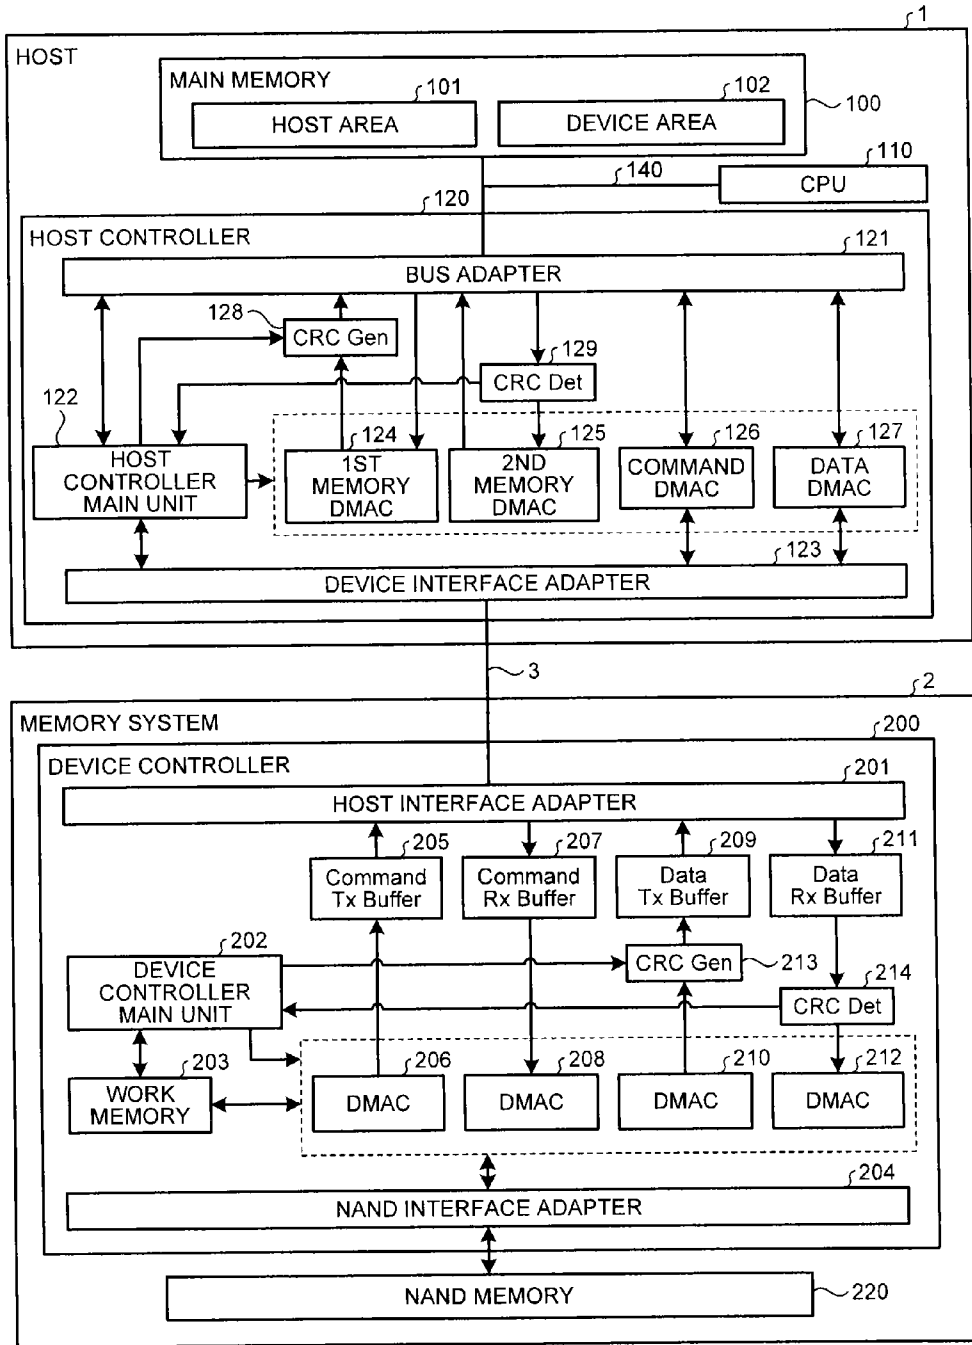 1
HOST
MAIN MEMORY
101
102
100
HOST AREA
DEVICE AREA
110
140
CPU
120
HOST CONTROLLER
121
BUS ADAPTER
128
CRC Gen
129
CRC Det
122
124
125
126
127
HOST
CONTROLLER
MAIN UNIT
1ST
MEMORY
DMAC
2ND
MEMORY
DMAC
COMMAND
DMAC
DATA
DMAC
123
DEVICE INTERFACE ADAPTER
3
2
MEMORY SYSTEM
200
DEVICE CONTROLLER
201
HOST INTERFACE ADAPTER
205
207
209
211
Command
Tx Buffer
Command
Rx Buffer
Data
Tx Buffer
Data
Rx Buffer
202
DEVICE
CONTROLLER
MAIN UNIT
CRC Gen
213
214
CRC Det
203
WORK
MEMORY
206
208
210
212
DMAC
DMAC
DMAC
DMAC
204
NAND INTERFACE ADAPTER
NAND MEMORY
220